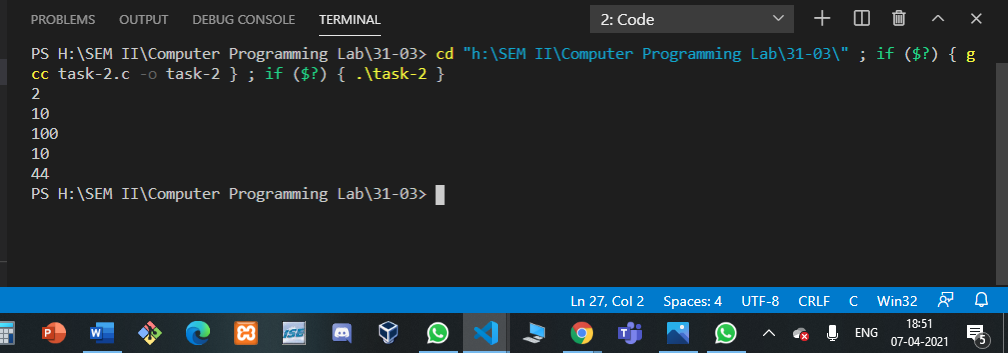 PROBLEMS OUTPUT DEBUG CONSOLE TERMINAL 2: Code
PS H:\SEM II\Computer Programming Lab\31-03> cd "h:\SEM II\Computer Programming Lab\31-03\" ; if ($?) { g
cc task-2.c -o task-2 } ; if ($?) { .\task-2 }
2
10
100
10
44
PS H:\SEM II\Computer Programming Lab\31-03>
Ln 27, Col 2 Spaces: 4 UTF-8 CRLF C Win32
P W ISE ENG 18:51
07-04-2021 5